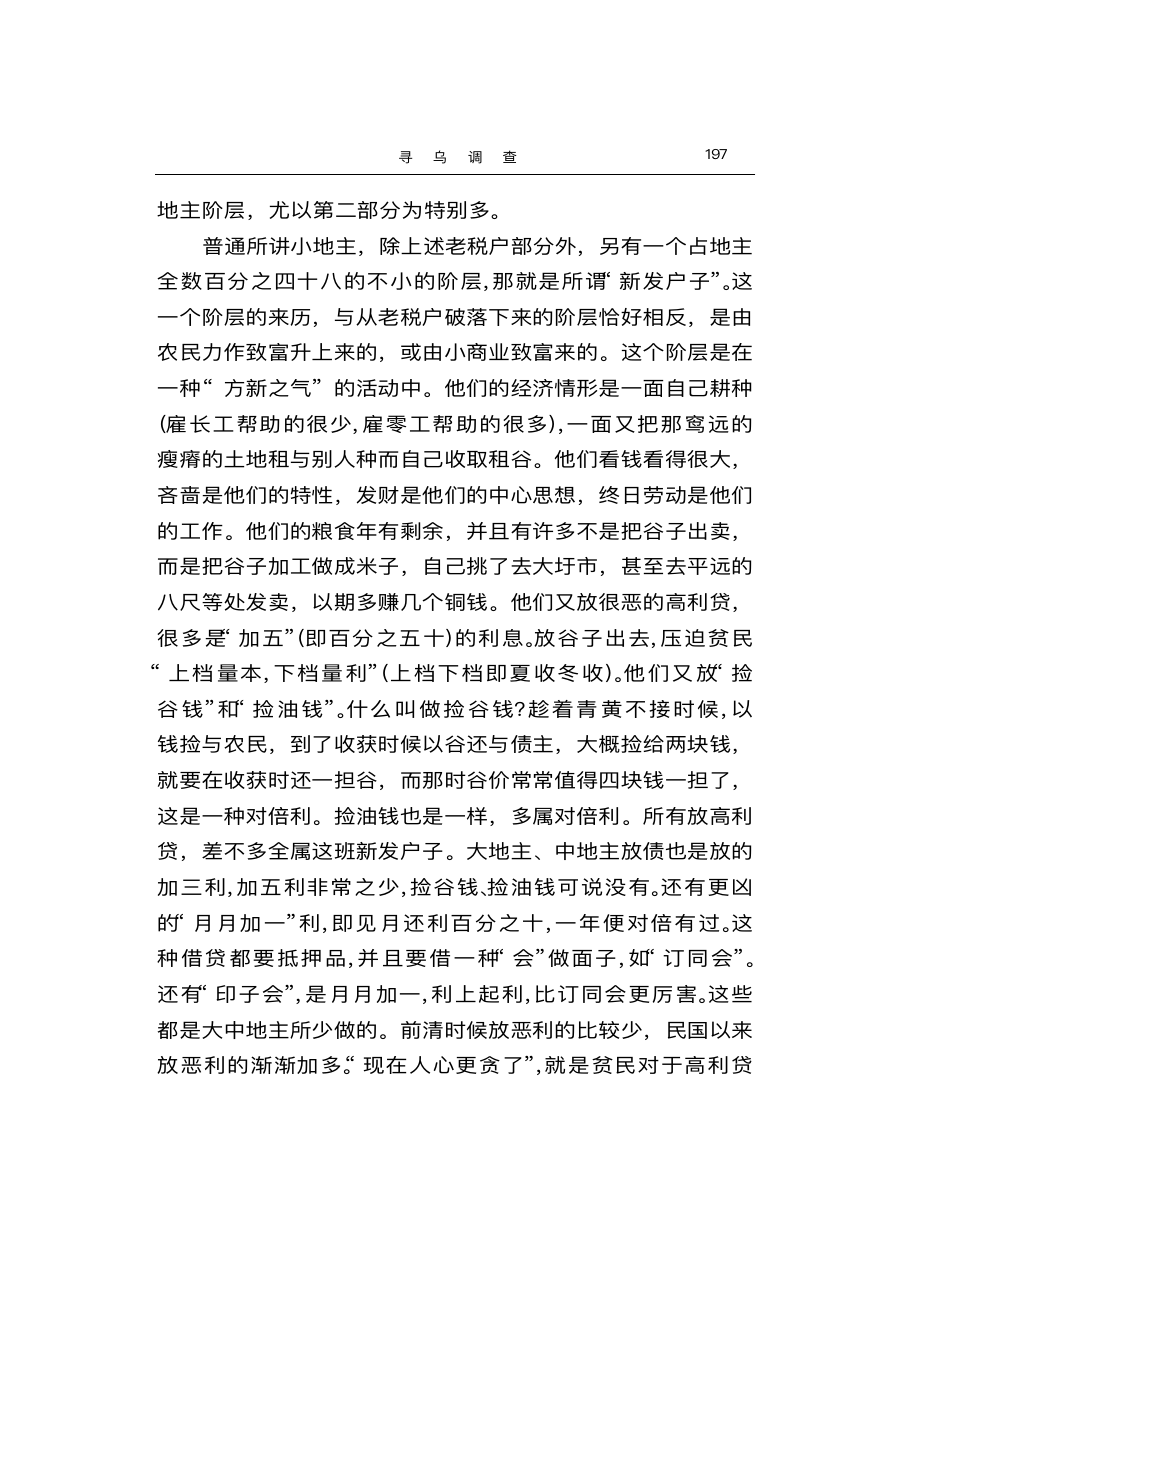 寻乌调查 197
地主阶层，尤以第二部分为特别多。
普通所讲小地主，除上述老税户部分外，另有一个占地主
全数百分之四十八的不小的阶层,那就是所谓“新发户子”。这
一个阶层的来历，与从老税户破落下来的阶层恰好相反，是由
农民力作致富升上来的，或由小商业致富来的。这个阶层是在
一种“方新之气”的活动中。他们的经济情形是一面自己耕种
(雇长工帮助的很少,雇零工帮助的很多),一面又把那窎远的
瘦瘠的土地租与别人种而自己收取租谷。他们看钱看得很大，
吝啬是他们的特性，发财是他们的中心思想，终日劳动是他们
的工作。他们的粮食年有剩余，并且有许多不是把谷子出卖，
而是把谷子加工做成米子，自己挑了去大圩市，甚至去平远的
八尺等处发卖，以期多赚几个铜钱。他们又放很恶的高利贷，
很多是“加五”(即百分之五十)的利息。放谷子出去,压迫贫民
“上档量本,下档量利”(上档下档即夏收冬收)。他们又放“捡
谷钱”和“捡油钱”。什么叫做捡谷钱?趁着青黄不接时候,以
钱捡与农民，到了收获时候以谷还与债主，大概捡给两块钱，
就要在收获时还一担谷，而那时谷价常常值得四块钱一担了，
这是一种对倍利。捡油钱也是一样，多属对倍利。所有放高利
贷，差不多全属这班新发户子。大地主、中地主放债也是放的
加三利,加五利非常之少,捡谷钱、捡油钱可说没有。还有更凶
的“月月加一”利,即见月还利百分之十,一年便对倍有过。这
种借贷都要抵押品,并且要借一种“会”做面子,如“订同会”。
还有“印子会”,是月月加一,利上起利,比订同会更厉害。这些
都是大中地主所少做的。前清时候放恶利的比较少，民国以来
放恶利的渐渐加多。“现在人心更贪了”,就是贫民对于高利贷